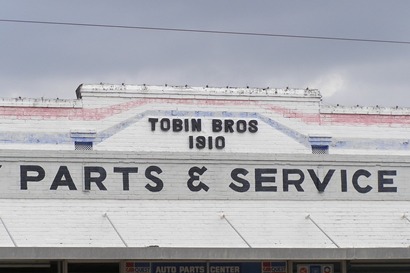 TOBIN BROS
1910
PARTS & SERVICE
AUTO PARTS CENTER